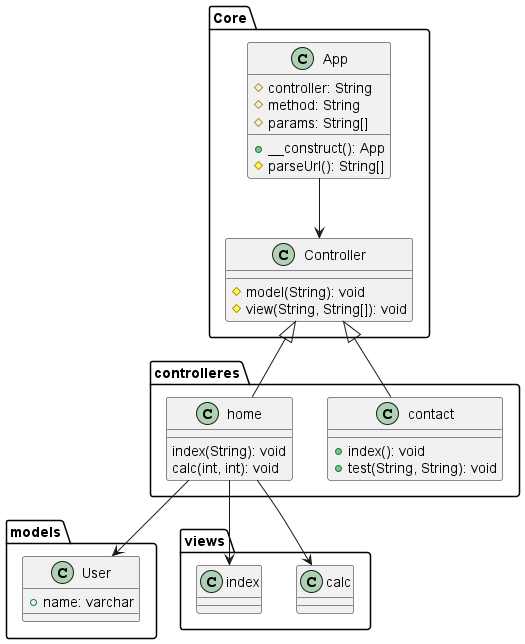 Core
C App
controller: String
method: String
params: String[]
__construct(): App
parseUrl(): String[]
C Controller
model(String): void
view(String, String[]): void
controlleres
C home
index(String): void
calc(int, int): void
C contact
index(): void
test(String, String): void
models
C User
name: varchar
views
C index
C calc